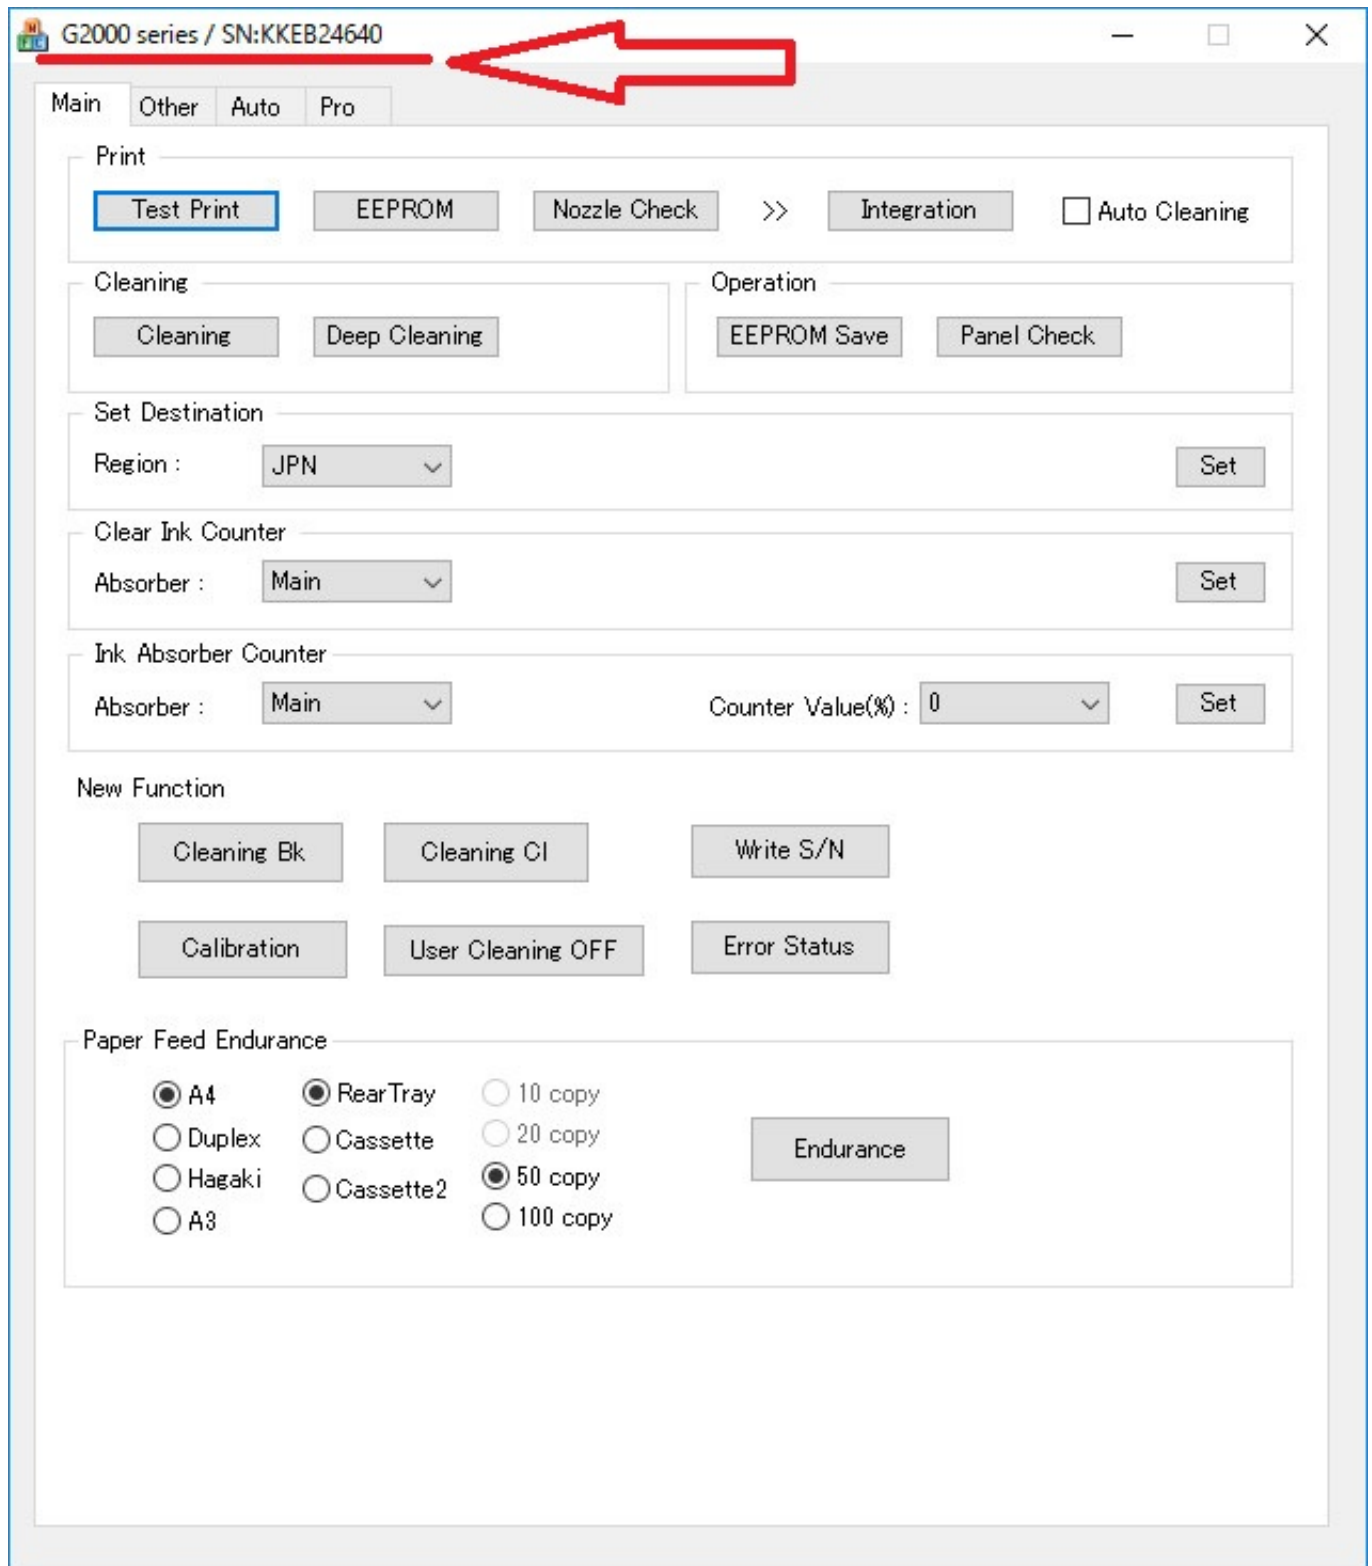 G2000 series / SN:KKEB24640
Main Other Auto Pro
Print
Test Print EEPROM Nozzle Check >> Integration Auto Cleaning
Cleaning Operation
Cleaning Deep Cleaning EEPROM Save Panel Check
Set Destination
Region : JPN Set
Clear Ink Counter
Absorber : Main Set
Ink Absorber Counter
Absorber : Main Counter Value(%) : 0 Set
New Function
Cleaning Bk Cleaning Cl Write S/N
Calibration User Cleaning OFF Error Status
Paper Feed Endurance
A4 RearTray 10 copy
Duplex Cassette 20 copy
Hagaki Cassette2 50 copy
A3 100 copy
Endurance